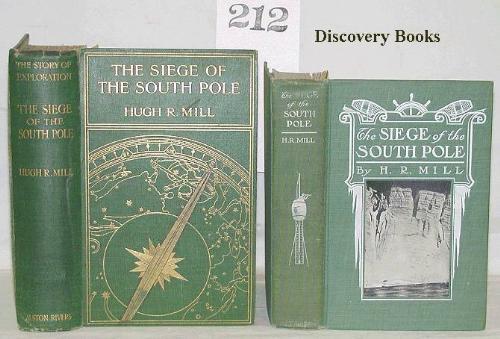 212
Discovery Books
THE STORY OF
EXPLORATION
THE SIEGE
OF THE
SOUTH POLE
HUGH R. MILL
ALSTON RIVERS
THE SIEGE OF
THE SOUTH POLE
HUGH R. MILL
The SIEGE
of the
SOUTH
POLE
H.R. MILL
The SIEGE of the
SOUTH POLE
By H. R. MILL